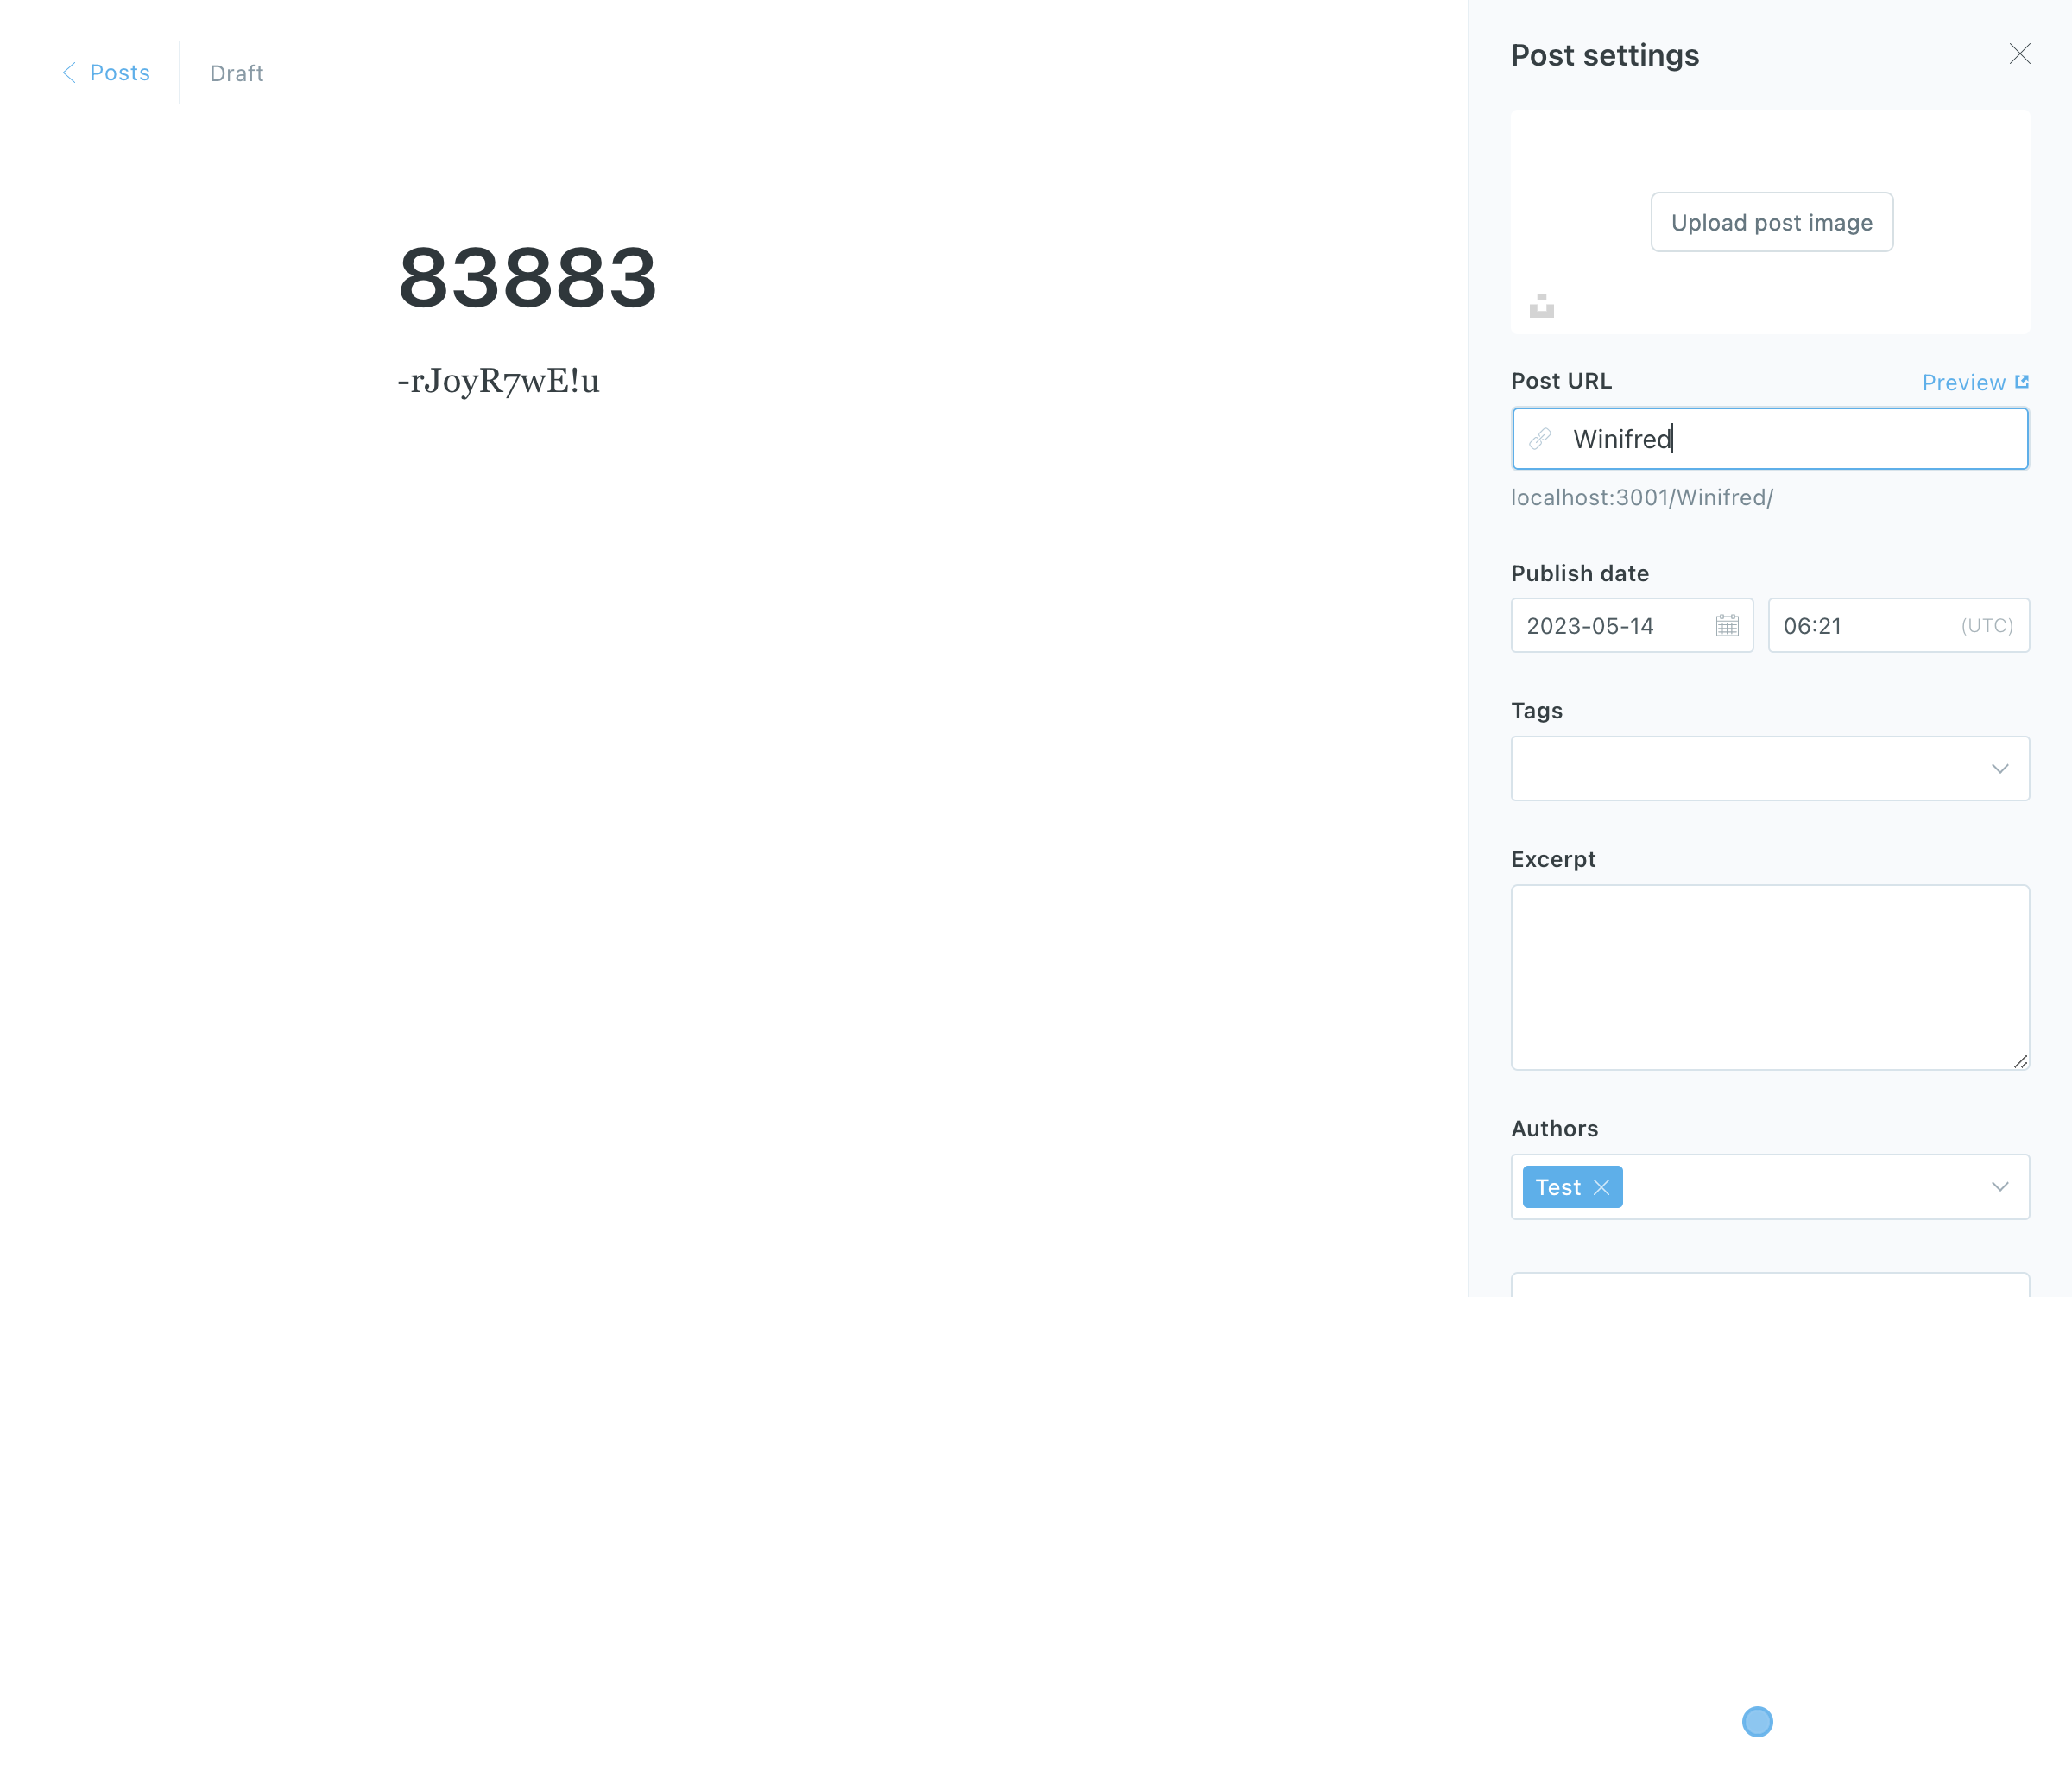 Posts
Draft
83883
-rJoyR7wE!u
Post settings
Upload post image
Post URL
Preview
Winifred
localhost:3001/Winifred/
Publish date
2023-05-14
06:21
(UTC)
Tags
Excerpt
Authors
Test